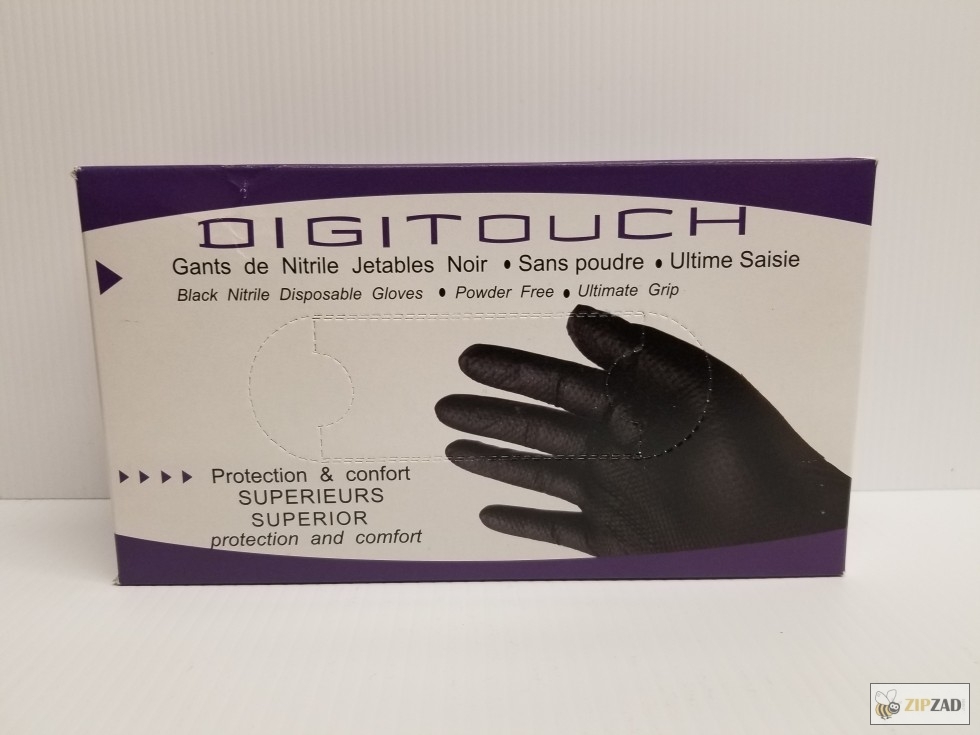 DIGITOUCH
Gants de Nitrile Jetables Noir • Sans poudre • Ultime Saisie
Black Nitrile Disposable Gloves • Powder Free • Ultimate Grip
Protection & confort
SUPERIEURS
SUPERIOR
protection and comfort
ZIPZAD